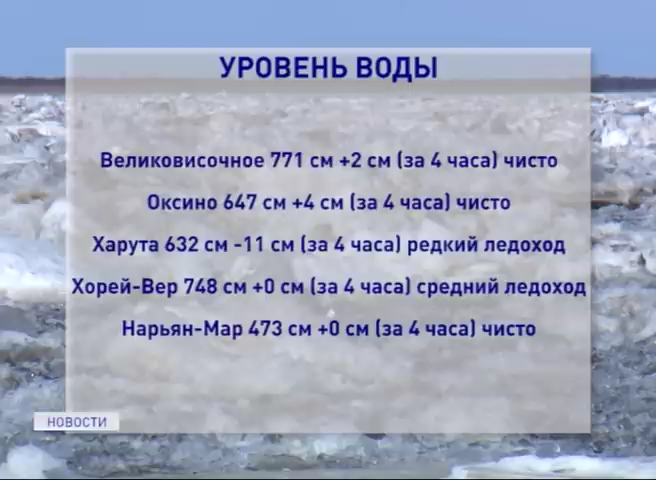 УРОВЕНЬ ВОДЫ
Великовисочное 771 см +2 см (за 4 часа) чисто
Оксино 647 см +4 см (за 4 часа) чисто
Харута 632 см -11 см (за 4 часа) редкий ледоход
Хорей-Вер 748 см +0 см (за 4 часа) средний ледоход
Нарьян-Мар 473 см +0 см (за 4 часа) чисто
НОВОСТИ